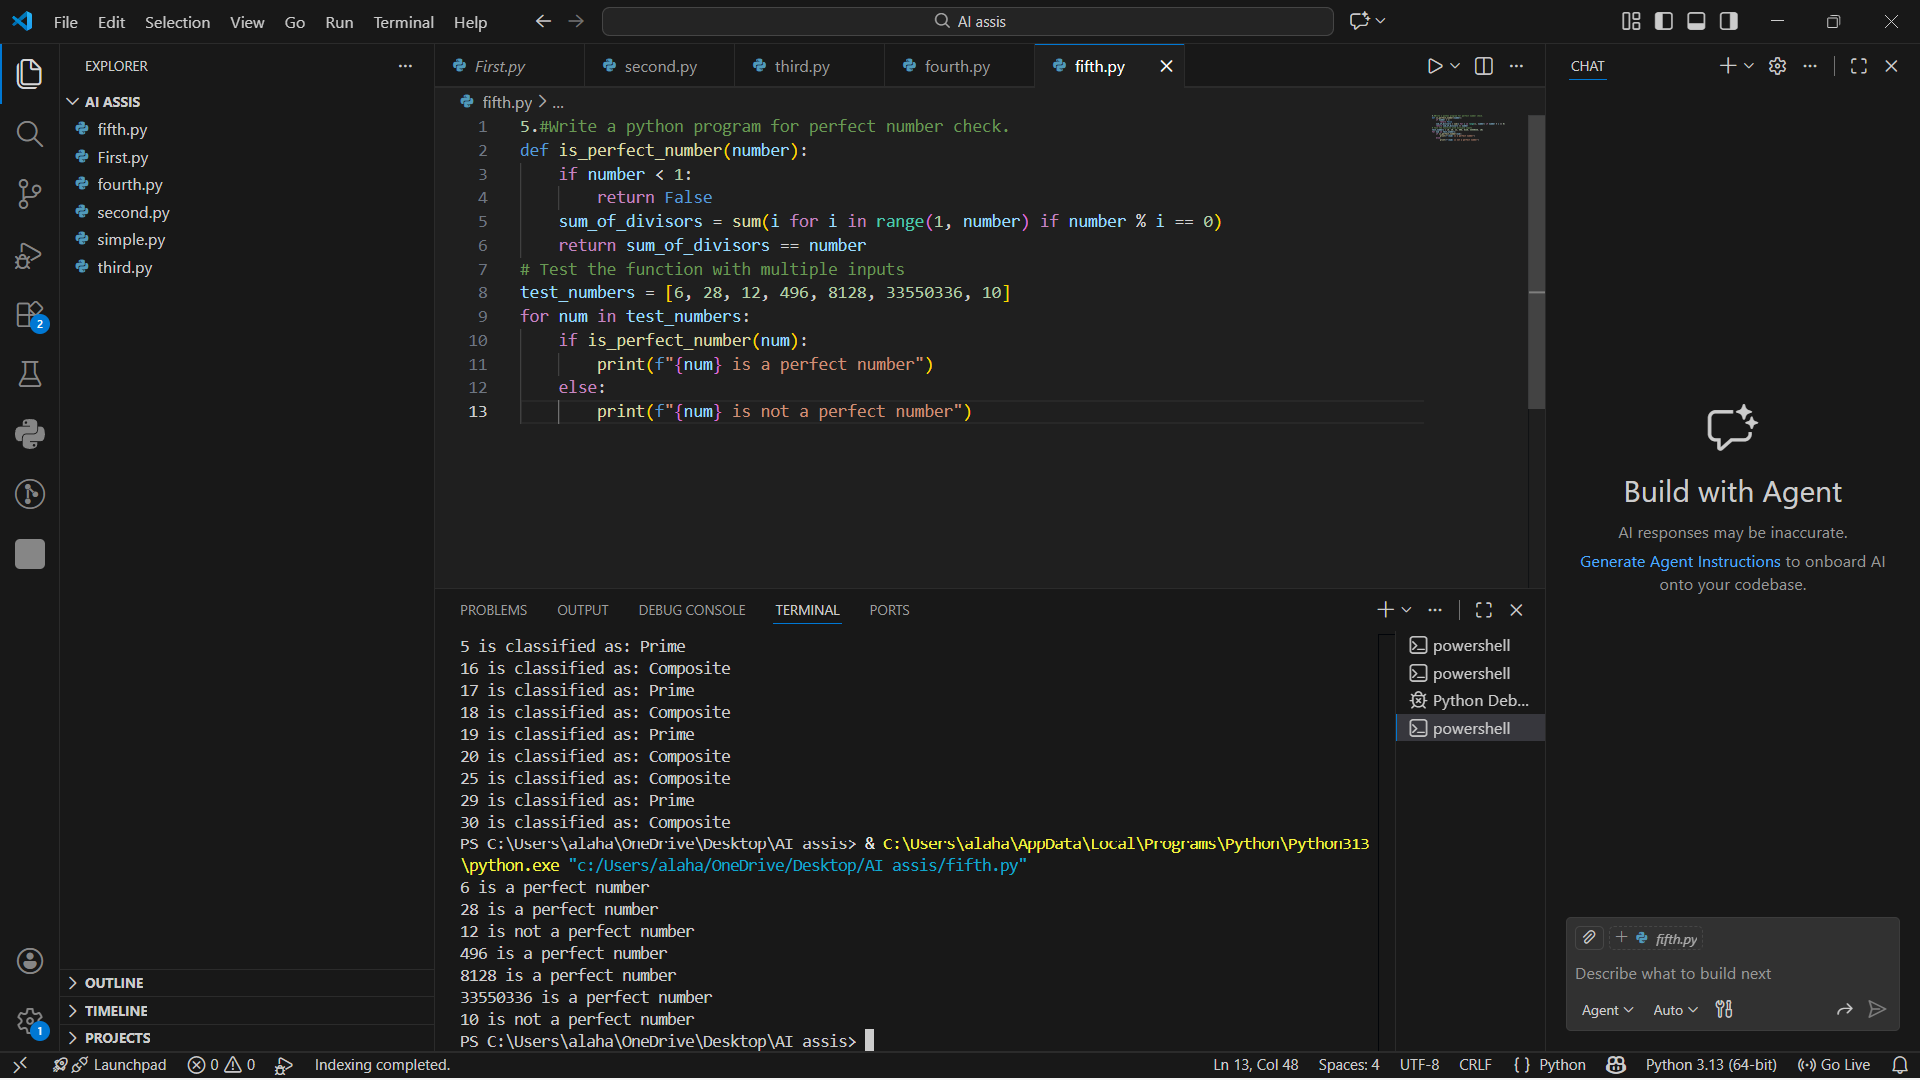 File Edit Selection View Go Run Terminal Help
AI assis
EXPLORER
AI ASSIS
fifth.py
First.py
fourth.py
second.py
simple.py
third.py
2
1
OUTLINE
TIMELINE
PROJECTS
First.py second.py third.py fourth.py fifth.py
fifth.py > ...
1 5.#Write a python program for perfect number check.
2 def is_perfect_number(number):
3     if number < 1:
4         return False
5     sum_of_divisors = sum(i for i in range(1, number) if number % i == 0)
6     return sum_of_divisors == number
7 # Test the function with multiple inputs
8 test_numbers = [6, 28, 12, 496, 8128, 33550336, 10]
9 for num in test_numbers:
10     if is_perfect_number(num):
11         print(f"{num} is a perfect number")
12     else:
13         print(f"{num} is not a perfect number")
PROBLEMS OUTPUT DEBUG CONSOLE TERMINAL PORTS
5 is classified as: Prime
16 is classified as: Composite
17 is classified as: Prime
18 is classified as: Composite
19 is classified as: Prime
20 is classified as: Composite
25 is classified as: Composite
29 is classified as: Prime
30 is classified as: Composite
PS C:\Users\alaha\OneDrive\Desktop\AI assis> & C:\Users\alaha\AppData\Local\Programs\Python\Python313
\python.exe "c:/Users/alaha/OneDrive/Desktop/AI assis/fifth.py"
6 is a perfect number
28 is a perfect number
12 is not a perfect number
496 is a perfect number
8128 is a perfect number
33550336 is a perfect number
10 is not a perfect number
PS C:\Users\alaha\OneDrive\Desktop\AI assis>
powershell
powershell
Python Deb...
powershell
CHAT
Build with Agent
AI responses may be inaccurate.
Generate Agent Instructions to onboard AI
onto your codebase.
fifth.py
Describe what to build next
Agent Auto
Launchpad 0 0 Indexing completed. Ln 13, Col 48 Spaces: 4 UTF-8 CRLF { } Python Python 3.13 (64-bit) Go Live